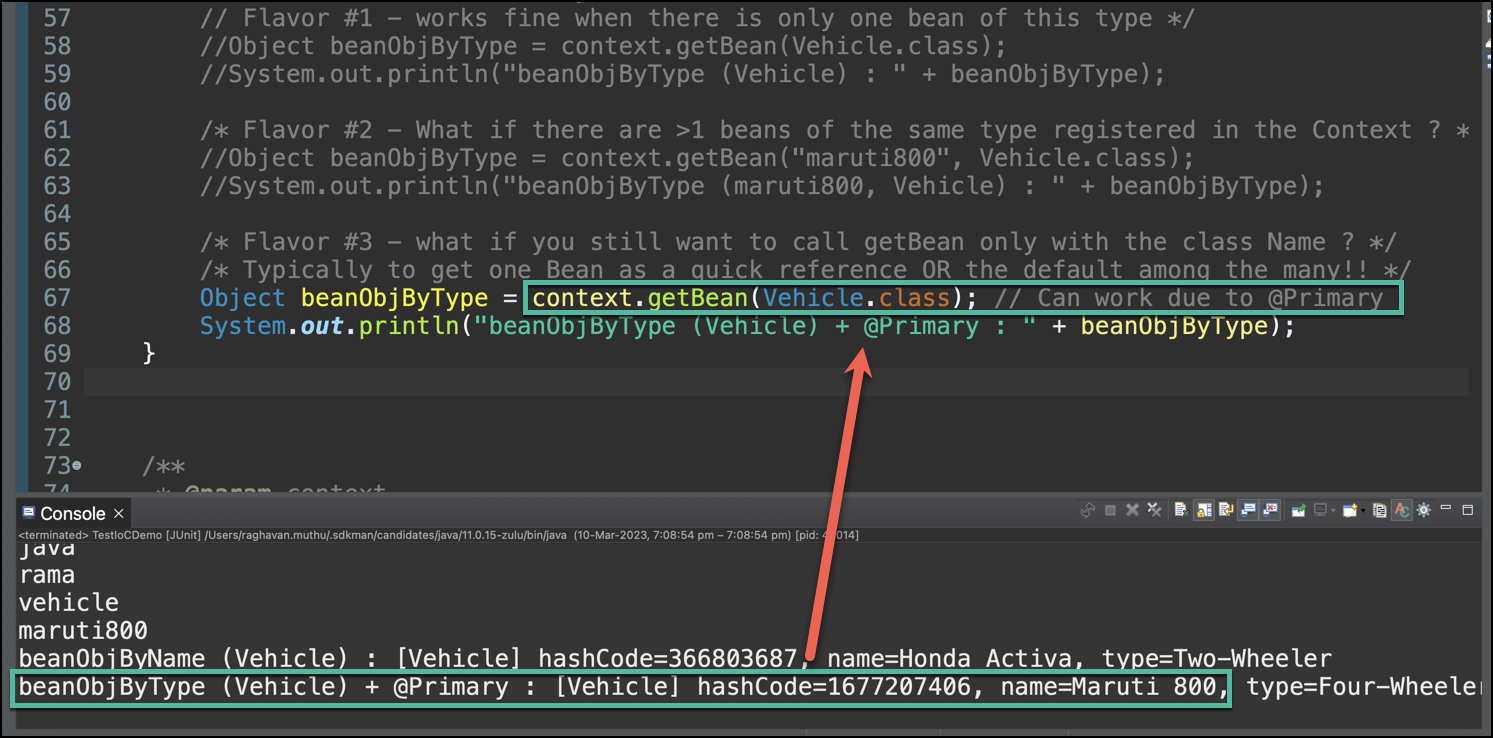 57 // Flavor #1 - works fine when there is only one bean of this type */
58 //Object beanObjByType = context.getBean(Vehicle.class);
59 //System.out.println("beanObjByType (Vehicle) : " + beanObjByType);
60
61 /* Flavor #2 - What if there are >1 beans of the same type registered in the Context ? *
62 //Object beanObjByType = context.getBean("maruti800", Vehicle.class);
63 //System.out.println("beanObjByType (maruti800, Vehicle) : " + beanObjByType);
64
65 /* Flavor #3 - what if you still want to call getBean only with the class Name ? */
66 /* Typically to get one Bean as a quick reference OR the default among the many!! */
67 Object beanObjByType = context.getBean(Vehicle.class); // Can work due to @Primary
68 System.out.println("beanObjByType (Vehicle) + @Primary : " + beanObjByType);
69 }
70
71
72
73 /**
74 * @param context
Console
<terminated> TestIoCDemo [JUnit] /Users/raghavan.muthu/.sdkman/candidates/java/11.0.15-zulu/bin/java (10-Mar-2023, 7:08:54 pm – 7:08:54 pm) [pid: 014]
java
rama
vehicle
maruti800
beanObjByName (Vehicle) : [Vehicle] hashCode=366803687, name=Honda Activa, type=Two-Wheeler
beanObjByType (Vehicle) + @Primary : [Vehicle] hashCode=1677207406, name=Maruti 800, type=Four-Wheeler